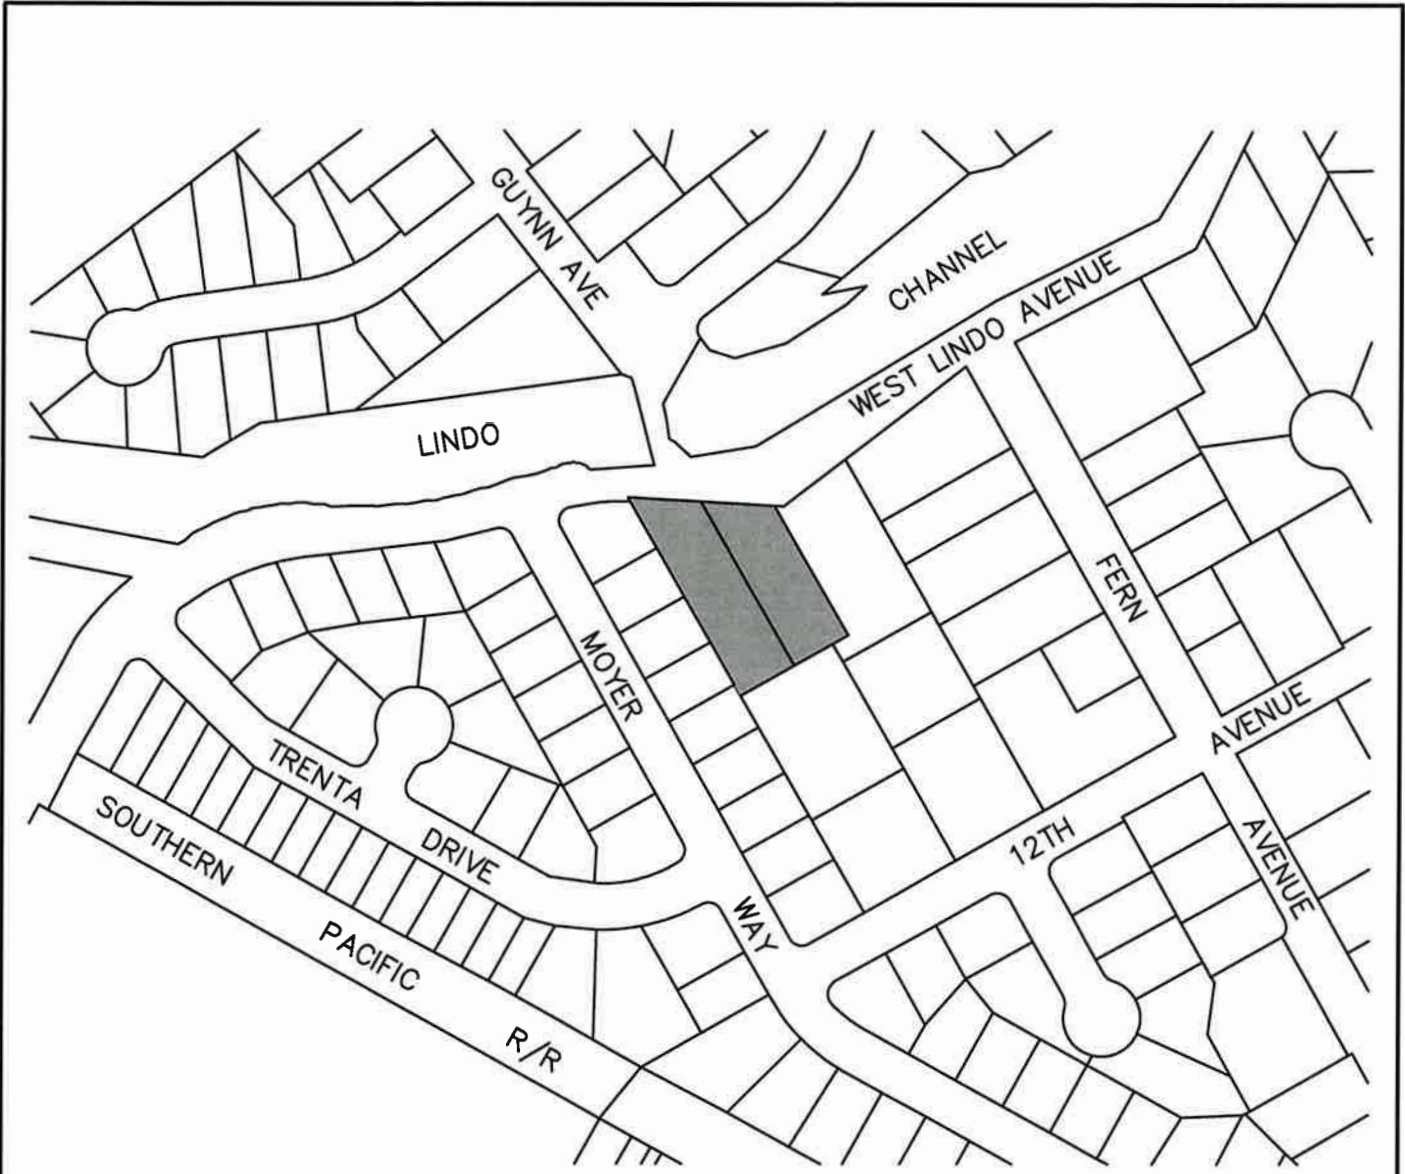 GUYNN AVE
CHANNEL
WEST LINDO AVENUE
LINDO
FERN
MOYER
AVENUE
TRENTA
DRIVE
12TH
AVENUE
SOUTHERN
WAY
PACIFIC
R/R